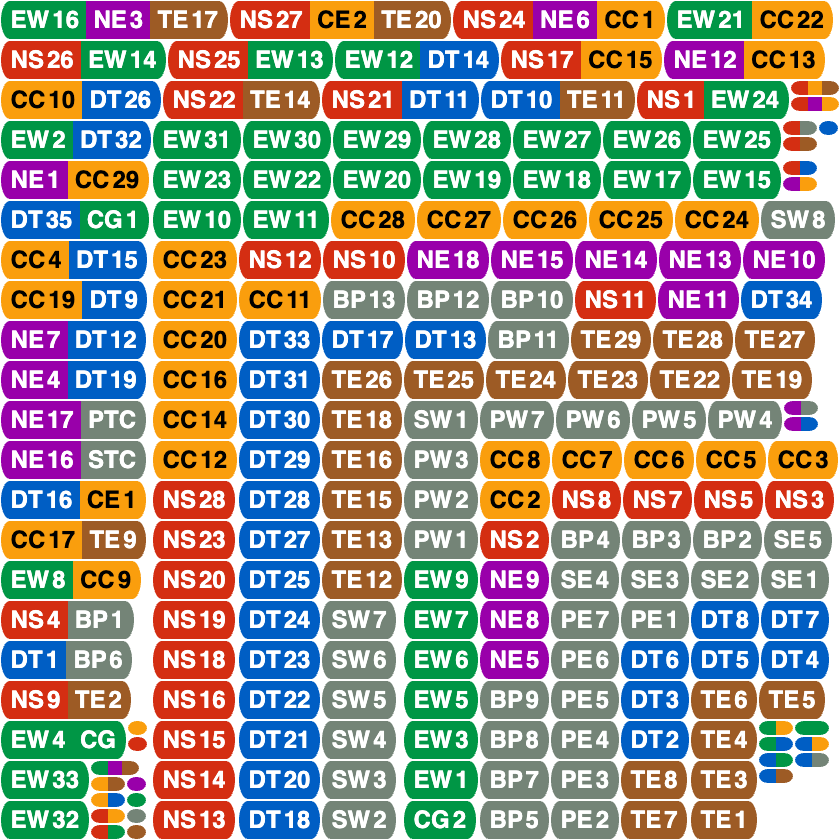 EW16 NE3 TE17 NS27 CE2 TE20 NS24 NE6 CC1 EW21 CC22
NS26 EW14 NS25 EW13 EW12 DT14 NS17 CC15 NE12 CC13
CC10 DT26 NS22 TE14 NS21 DT11 DT10 TE11 NS1 EW24
EW2 DT32 EW31 EW30 EW29 EW28 EW27 EW26 EW25
NE1 CC29 EW23 EW22 EW20 EW19 EW18 EW17 EW15
DT35 CG1 EW10 EW11 CC28 CC27 CC26 CC25 CC24 SW8
CC4 DT15 CC23 NS12 NS10 NE18 NE15 NE14 NE13 NE10
CC19 DT9 CC21 CC11 BP13 BP12 BP10 NS11 NE11 DT34
NE7 DT12 CC20 DT33 DT17 DT13 BP11 TE29 TE28 TE27
NE4 DT19 CC16 DT31 TE26 TE25 TE24 TE23 TE22 TE19
NE17 PTC CC14 DT30 TE18 SW1 PW7 PW6 PW5 PW4
NE16 STC CC12 DT29 TE16 PW3 CC8 CC7 CC6 CC5 CC3
DT16 CE1 NS28 DT28 TE15 PW2 CC2 NS8 NS7 NS5 NS3
CC17 TE9 NS23 DT27 TE13 PW1 NS2 BP4 BP3 BP2 SE5
EW8 CC9 NS20 DT25 TE12 EW9 NE9 SE4 SE3 SE2 SE1
NS4 BP1 NS19 DT24 SW7 EW7 NE8 PE7 PE1 DT8 DT7
DT1 BP6 NS18 DT23 SW6 EW6 NE5 PE6 DT6 DT5 DT4
NS9 TE2 NS16 DT22 SW5 EW5 BP9 PE5 DT3 TE6 TE5
EW4 CG NS15 DT21 SW4 EW3 BP8 PE4 DT2 TE4
EW33 NS14 DT20 SW3 EW1 BP7 PE3 TE8 TE3
EW32 NS13 DT18 SW2 CG2 BP5 PE2 TE7 TE1